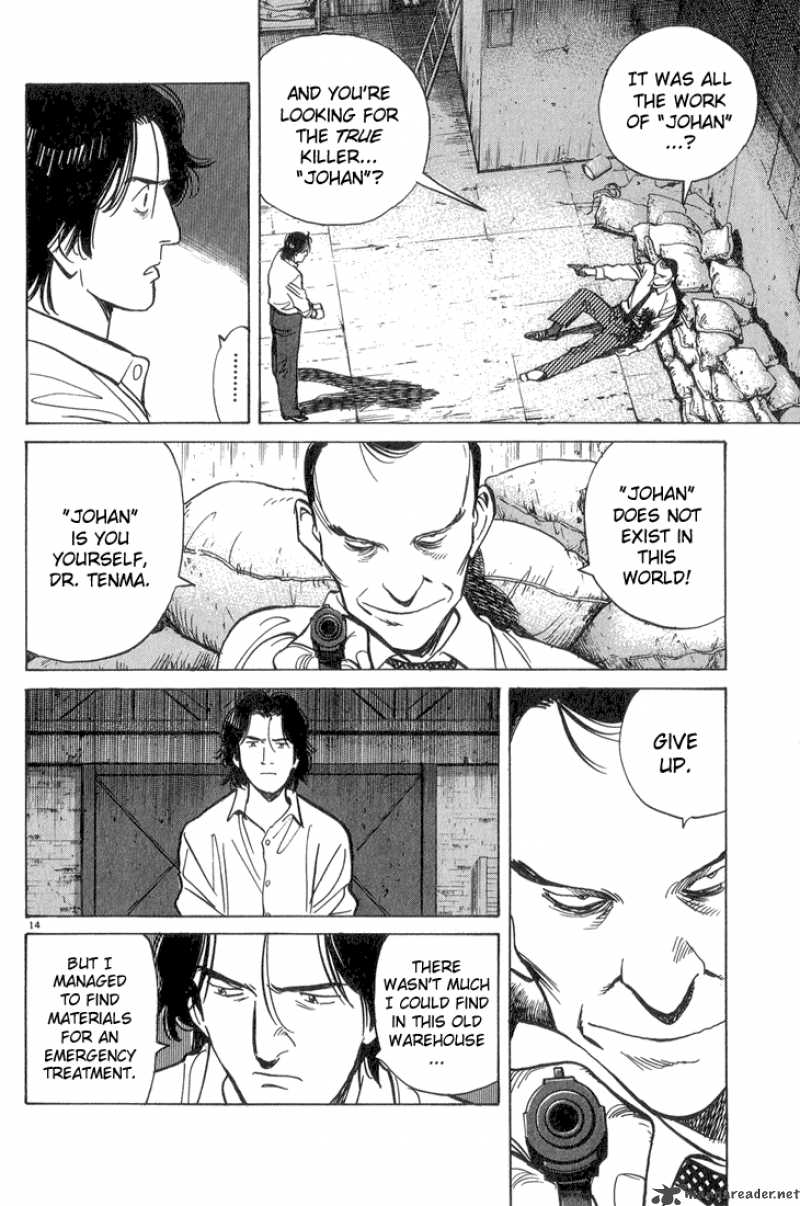 IT WAS ALL
THE WORK
OF "JOHAN"
...?
AND YOU'RE
LOOKING FOR
THE TRUE
KILLER...
"JOHAN"?
.........
"JOHAN"
DOES NOT
EXIST IN
THIS
WORLD!
"JOHAN"
IS YOU
YOURSELF,
DR. TENMA.
GIVE
UP.
14
THERE
WASN'T MUCH
I COULD FIND
IN THIS OLD
WAREHOUSE
...
BUT I
MANAGED
TO FIND
MATERIALS
FOR AN
EMERGENCY
TREATMENT.